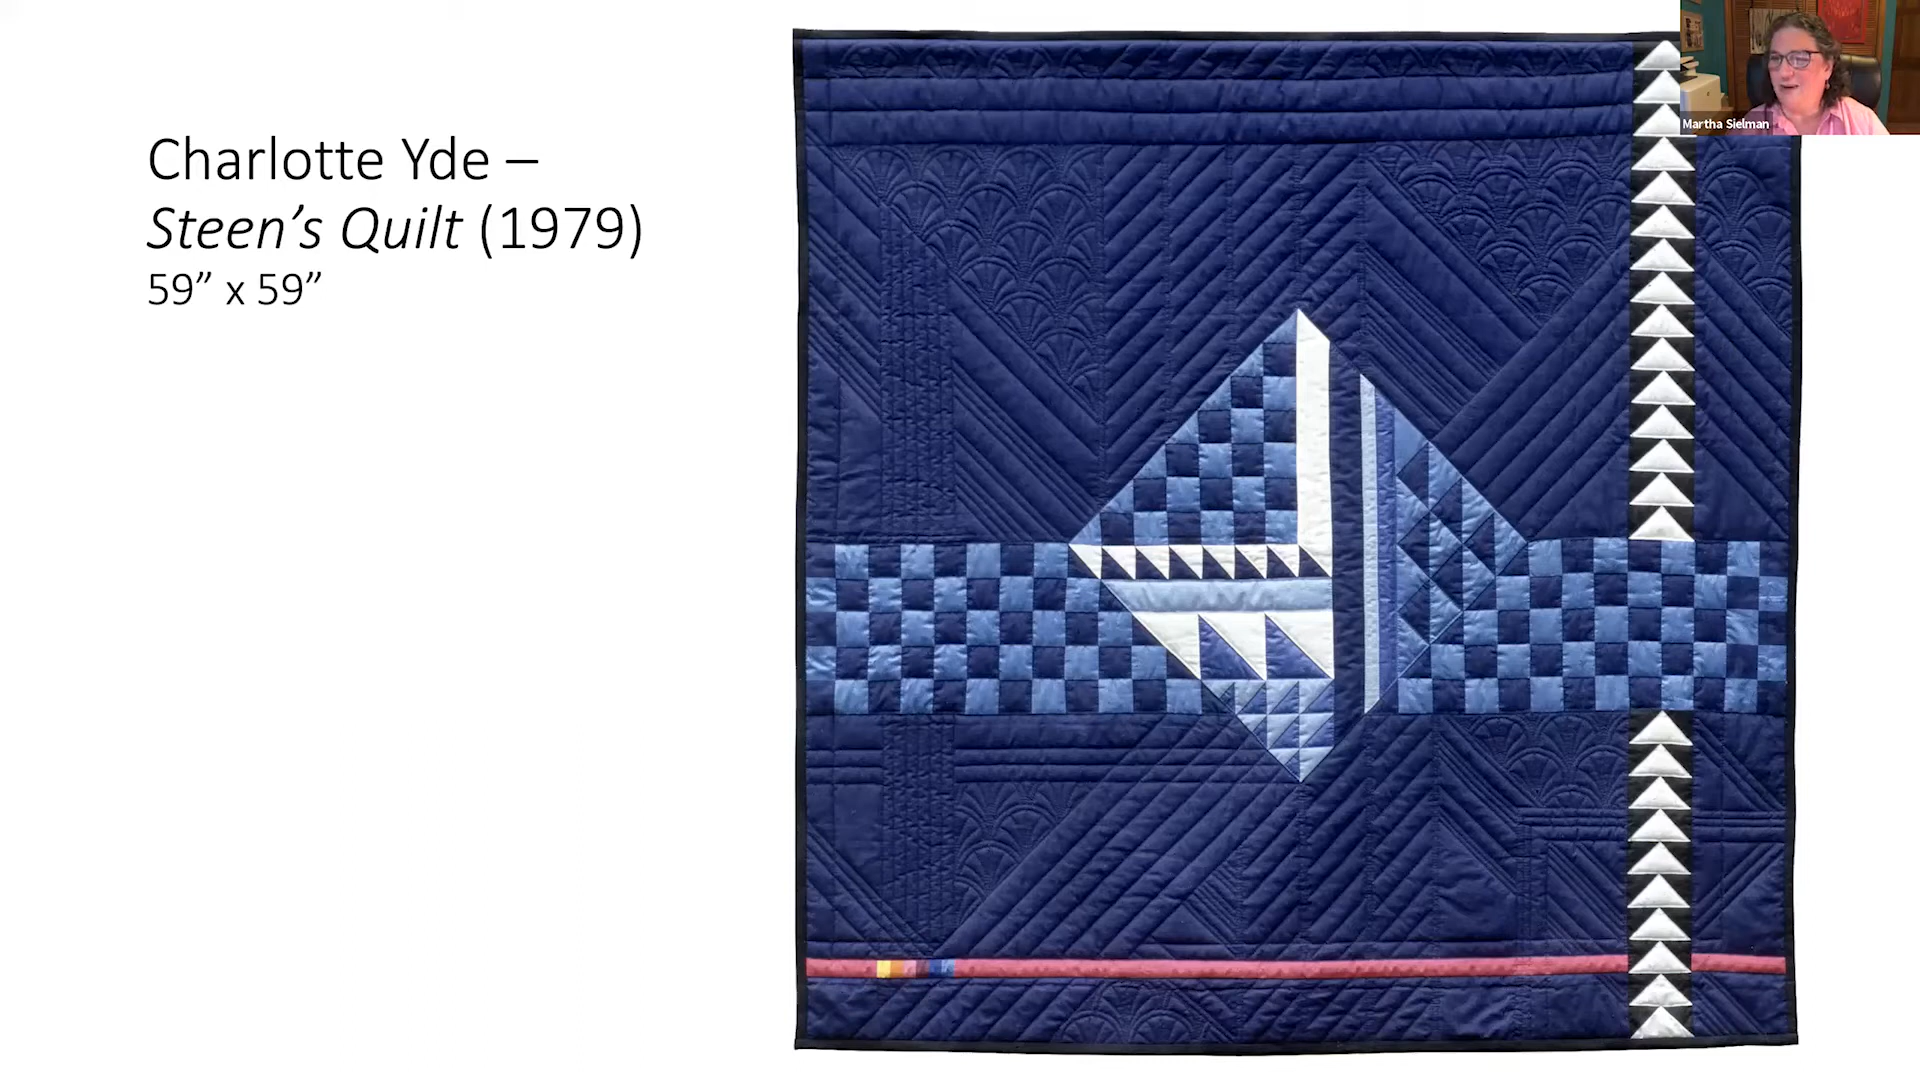 Charlotte Yde –
Steen’s Quilt (1979)
59” x 59”
Martha Sielman